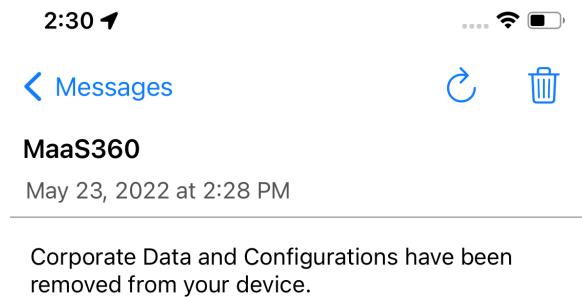 2:30
Messages
MaaS360
May 23, 2022 at 2:28 PM
Corporate Data and Configurations have been
removed from your device.